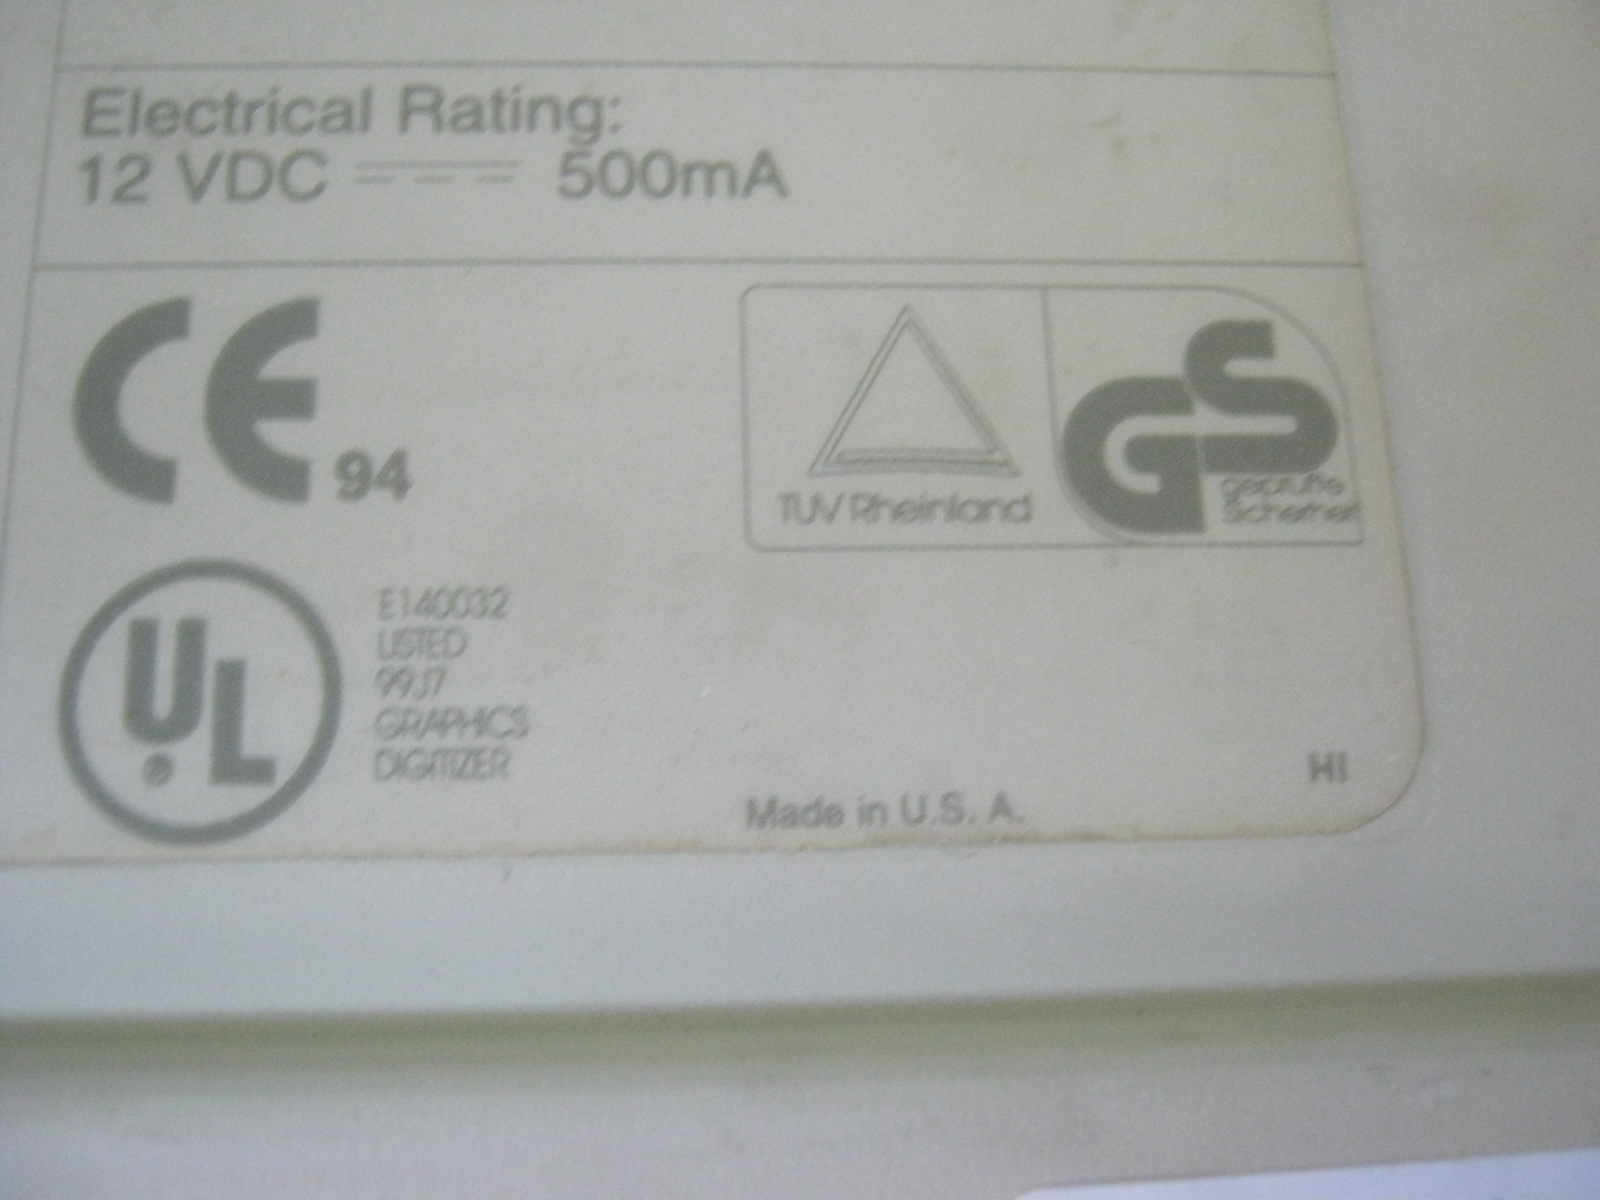 Electrical Rating:
12 VDC 500mA
CE 94
TUV Rheinland
GS
geprüfte
Sicherheit
UL
®
E140032
LISTED
99J7
GRAPHICS
DIGITIZER
HI
Made in U.S.A.